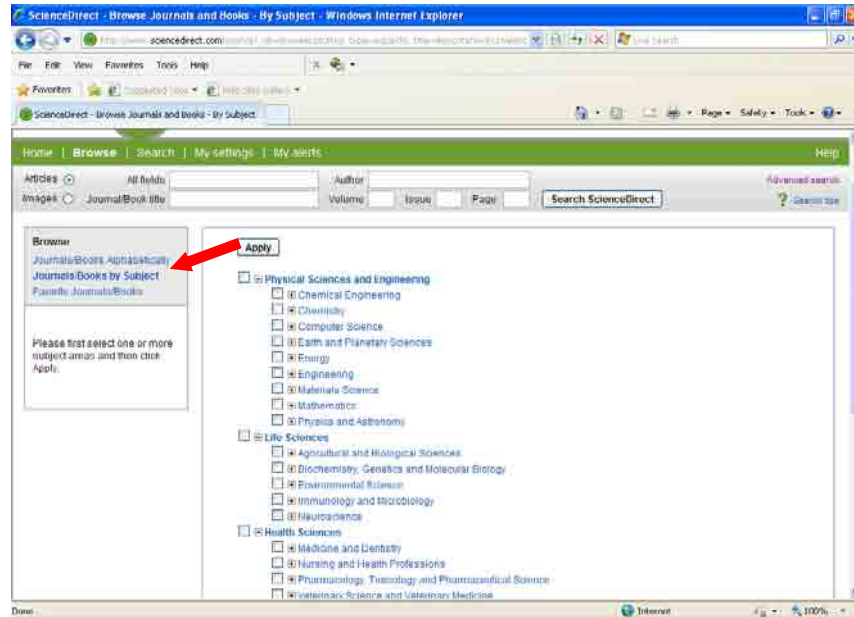 ScienceDirect - Browse Journals and Books - By Subject - Windows Internet Explorer
sciencedirect.com
File Edit View Favorites Tools Help
Favorites
ScienceDirect - Browse Journals and Books - By Subject
Page Safety Tools
Home | Browse | Search | My settings | My alerts Help
Articles All fields Author Advanced search
Images Journal/Book title Volume Issue Page Search ScienceDirect ? Search tips
Browse
Journals/Books Alphabetically
Journals/Books by Subject
Favorite Journals/Books
Please first select one or more
subject areas and then click
Apply.
Apply
Physical Sciences and Engineering
Chemical Engineering
Chemistry
Computer Science
Earth and Planetary Sciences
Energy
Engineering
Materials Science
Mathematics
Physics and Astronomy
Life Sciences
Agricultural and Biological Sciences
Biochemistry, Genetics and Molecular Biology
Environmental Science
Immunology and Microbiology
Neuroscience
Health Sciences
Medicine and Dentistry
Nursing and Health Professions
Pharmacology, Toxicology and Pharmaceutical Science
Veterinary Science and Veterinary Medicine
Done Internet 100%